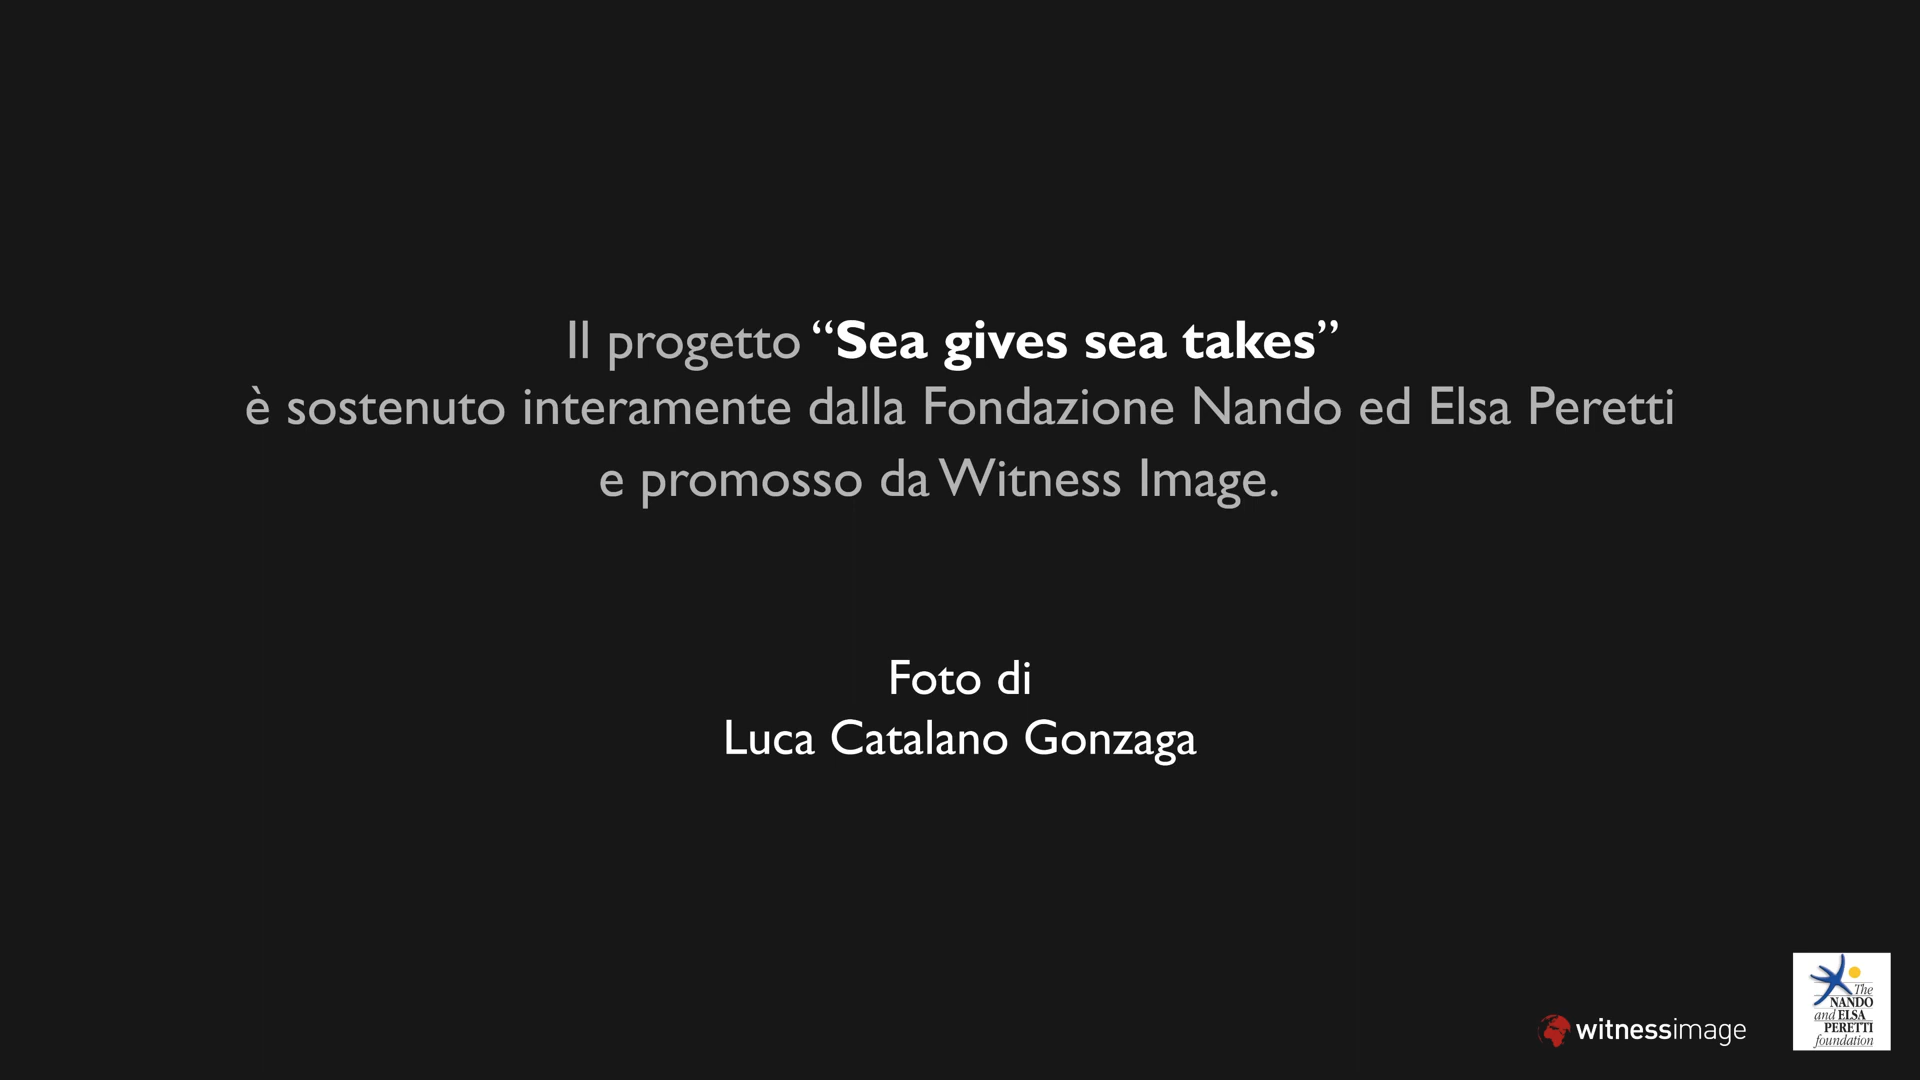 Il progetto “Sea gives sea takes”
è sostenuto interamente dalla Fondazione Nando ed Elsa Peretti
e promosso da Witness Image.
Foto di
Luca Catalano Gonzaga
witnessimage
The
NANDO
and ELSA
PERETTI
foundation